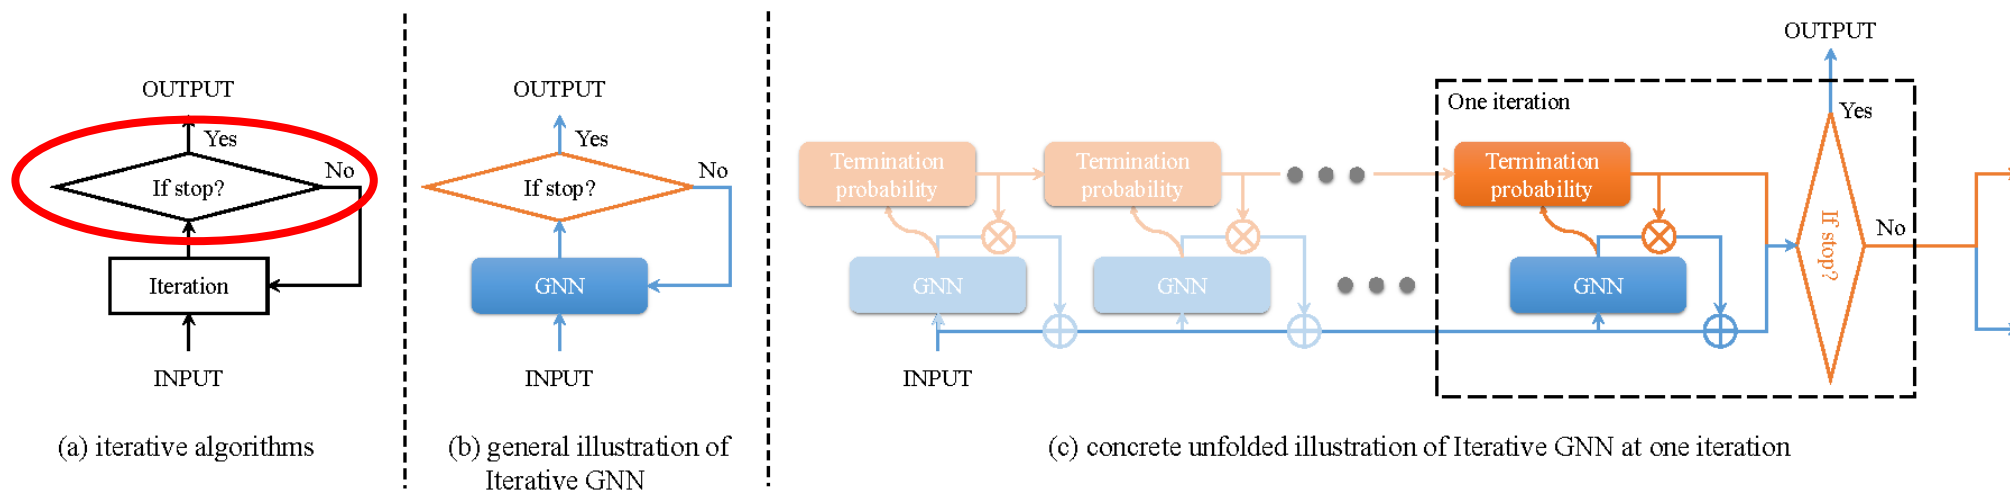 OUTPUT
Yes
No
If stop?
Iteration
INPUT
(a) iterative algorithms
OUTPUT
Yes
No
If stop?
GNN
INPUT
(b) general illustration of
Iterative GNN
OUTPUT
One iteration
Yes
Termination
probability
Termination
probability
Termination
probability
If stop?
No
GNN
GNN
GNN
INPUT
(c) concrete unfolded illustration of Iterative GNN at one iteration